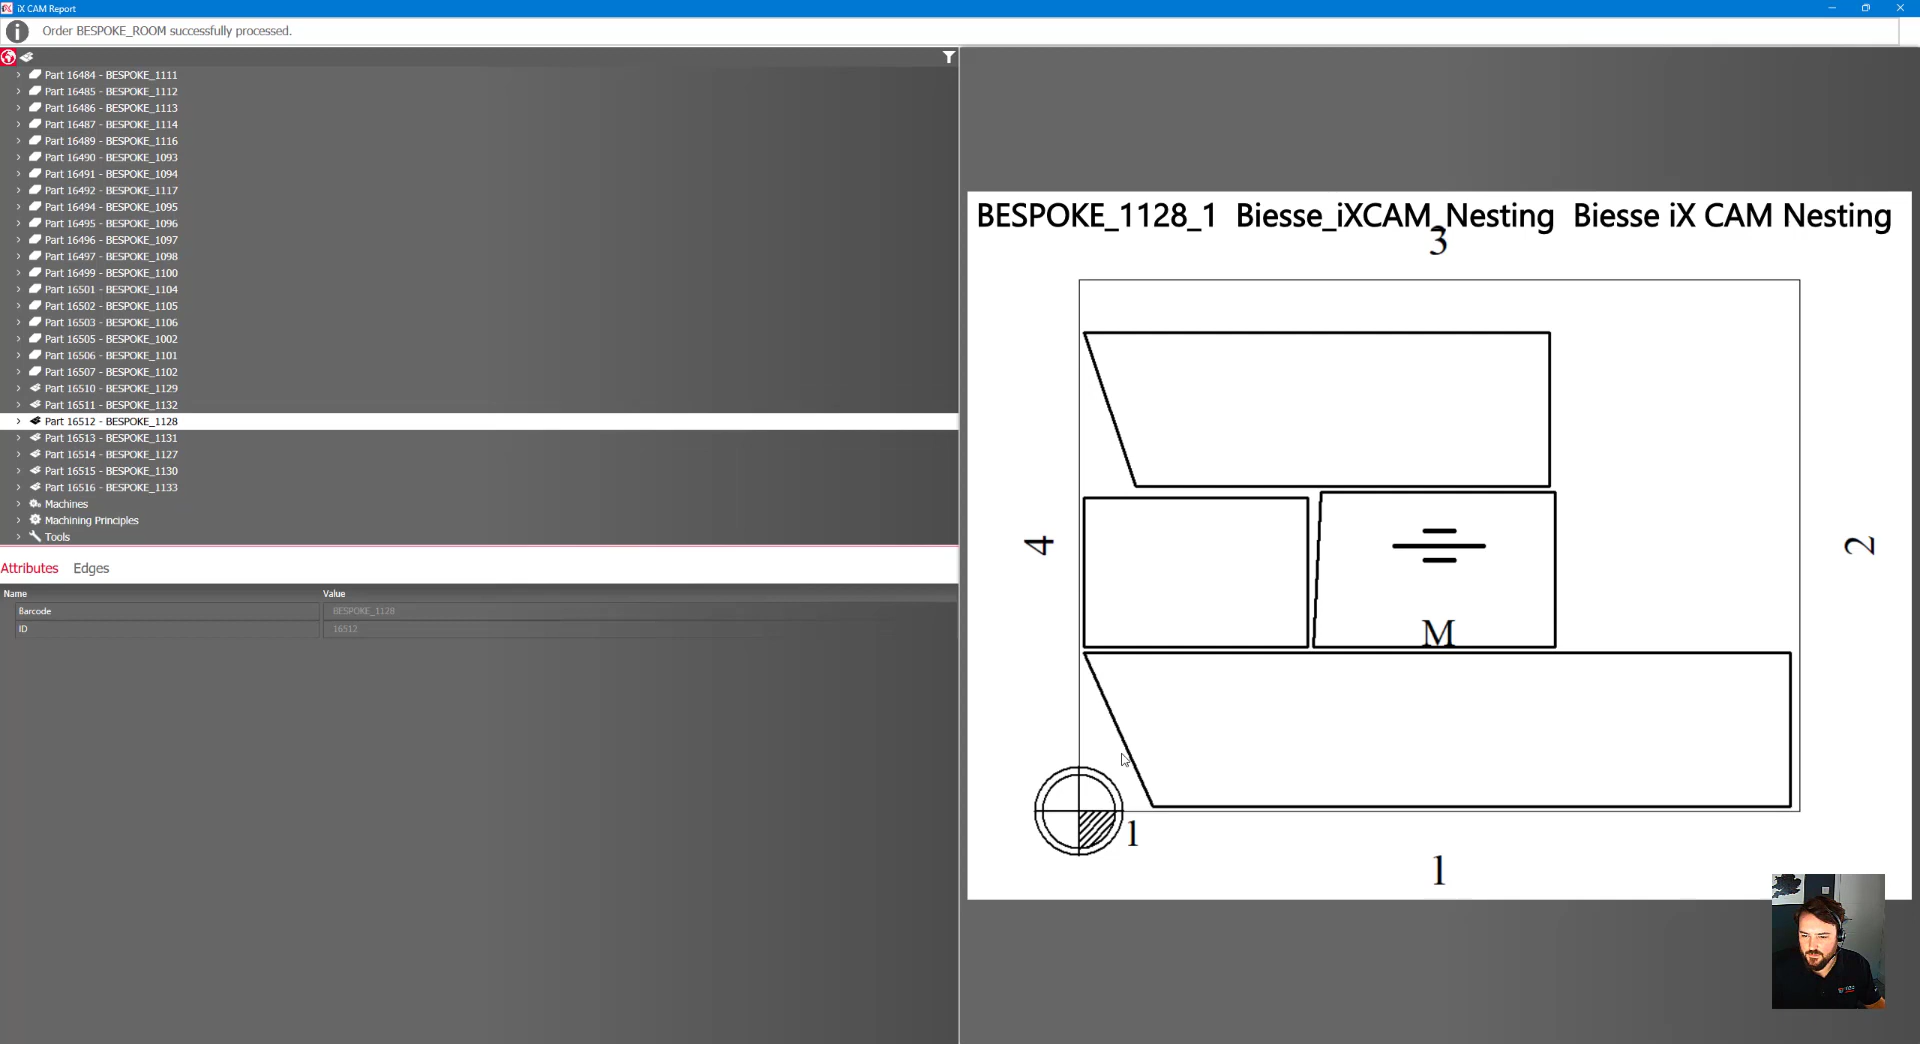 iX CAM Report
Order BESPOKE_ROOM successfully processed.
Part 16484 - BESPOKE_1111
Part 16485 - BESPOKE_1112
Part 16486 - BESPOKE_1113
Part 16487 - BESPOKE_1114
Part 16489 - BESPOKE_1116
Part 16490 - BESPOKE_1093
Part 16491 - BESPOKE_1094
Part 16492 - BESPOKE_1117
Part 16494 - BESPOKE_1095
Part 16495 - BESPOKE_1096
Part 16496 - BESPOKE_1097
Part 16497 - BESPOKE_1098
Part 16499 - BESPOKE_1100
Part 16501 - BESPOKE_1104
Part 16502 - BESPOKE_1105
Part 16503 - BESPOKE_1106
Part 16505 - BESPOKE_1002
Part 16506 - BESPOKE_1101
Part 16507 - BESPOKE_1102
Part 16510 - BESPOKE_1129
Part 16511 - BESPOKE_1132
Part 16512 - BESPOKE_1128
Part 16513 - BESPOKE_1131
Part 16514 - BESPOKE_1127
Part 16515 - BESPOKE_1130
Part 16516 - BESPOKE_1133
Machines
Machining Principles
Tools
Attributes Edges
Name Value
Barcode BESPOKE_1128
ID 16512
BESPOKE_1128_1 Biesse_iXCAM_Nesting Biesse iX CAM Nesting
3
4
2
M
1
1